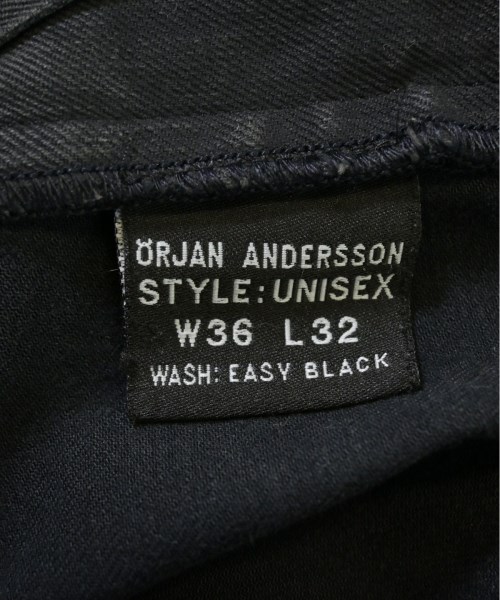 ÖRJAN ANDERSSON
STYLE: UNISEX
W36 L32
WASH: EASY BLACK